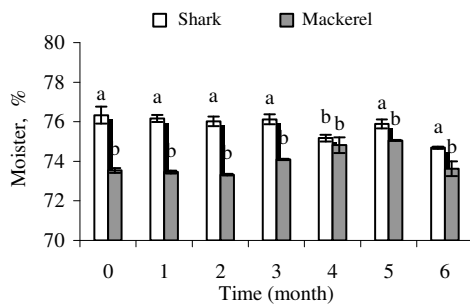 Shark Mackerel
Moister, %
80
78
76
74
72
70
a a a a b b a a
b b b b b b
0 1 2 3 4 5 6
Time (month)